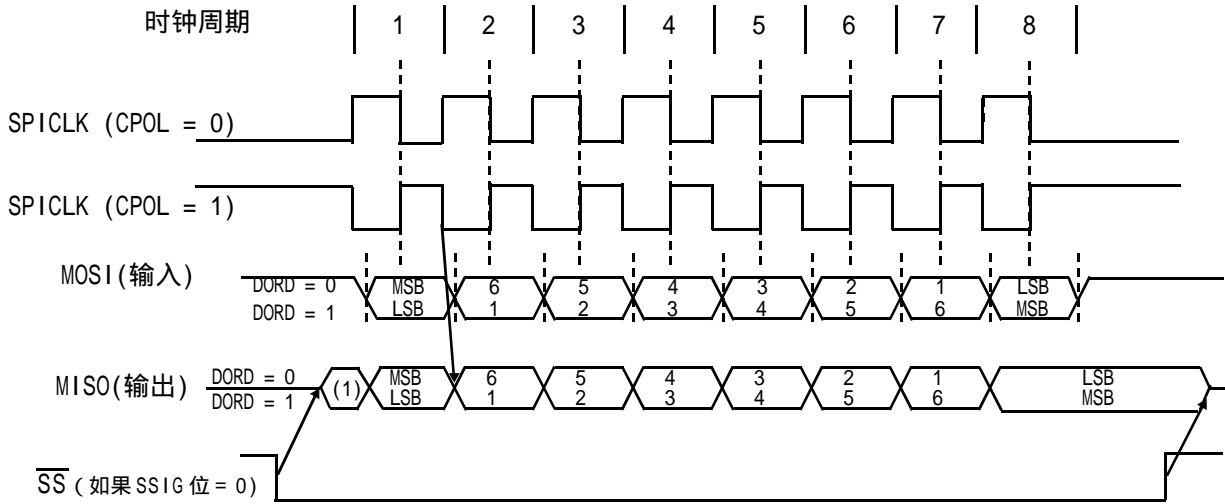 时钟周期 1 2 3 4 5 6 7 8
SPICLK (CPOL = 0)
SPICLK (CPOL = 1)
MOSI(输入)
DORD = 0 MSB 6 5 4 3 2 1 LSB
DORD = 1 LSB 1 2 3 4 5 6 MSB
MISO(输出)
DORD = 0 (1) MSB 6 5 4 3 2 1 LSB
DORD = 1 LSB 1 2 3 4 5 6 MSB
SS (如果 SSIG 位 = 0)